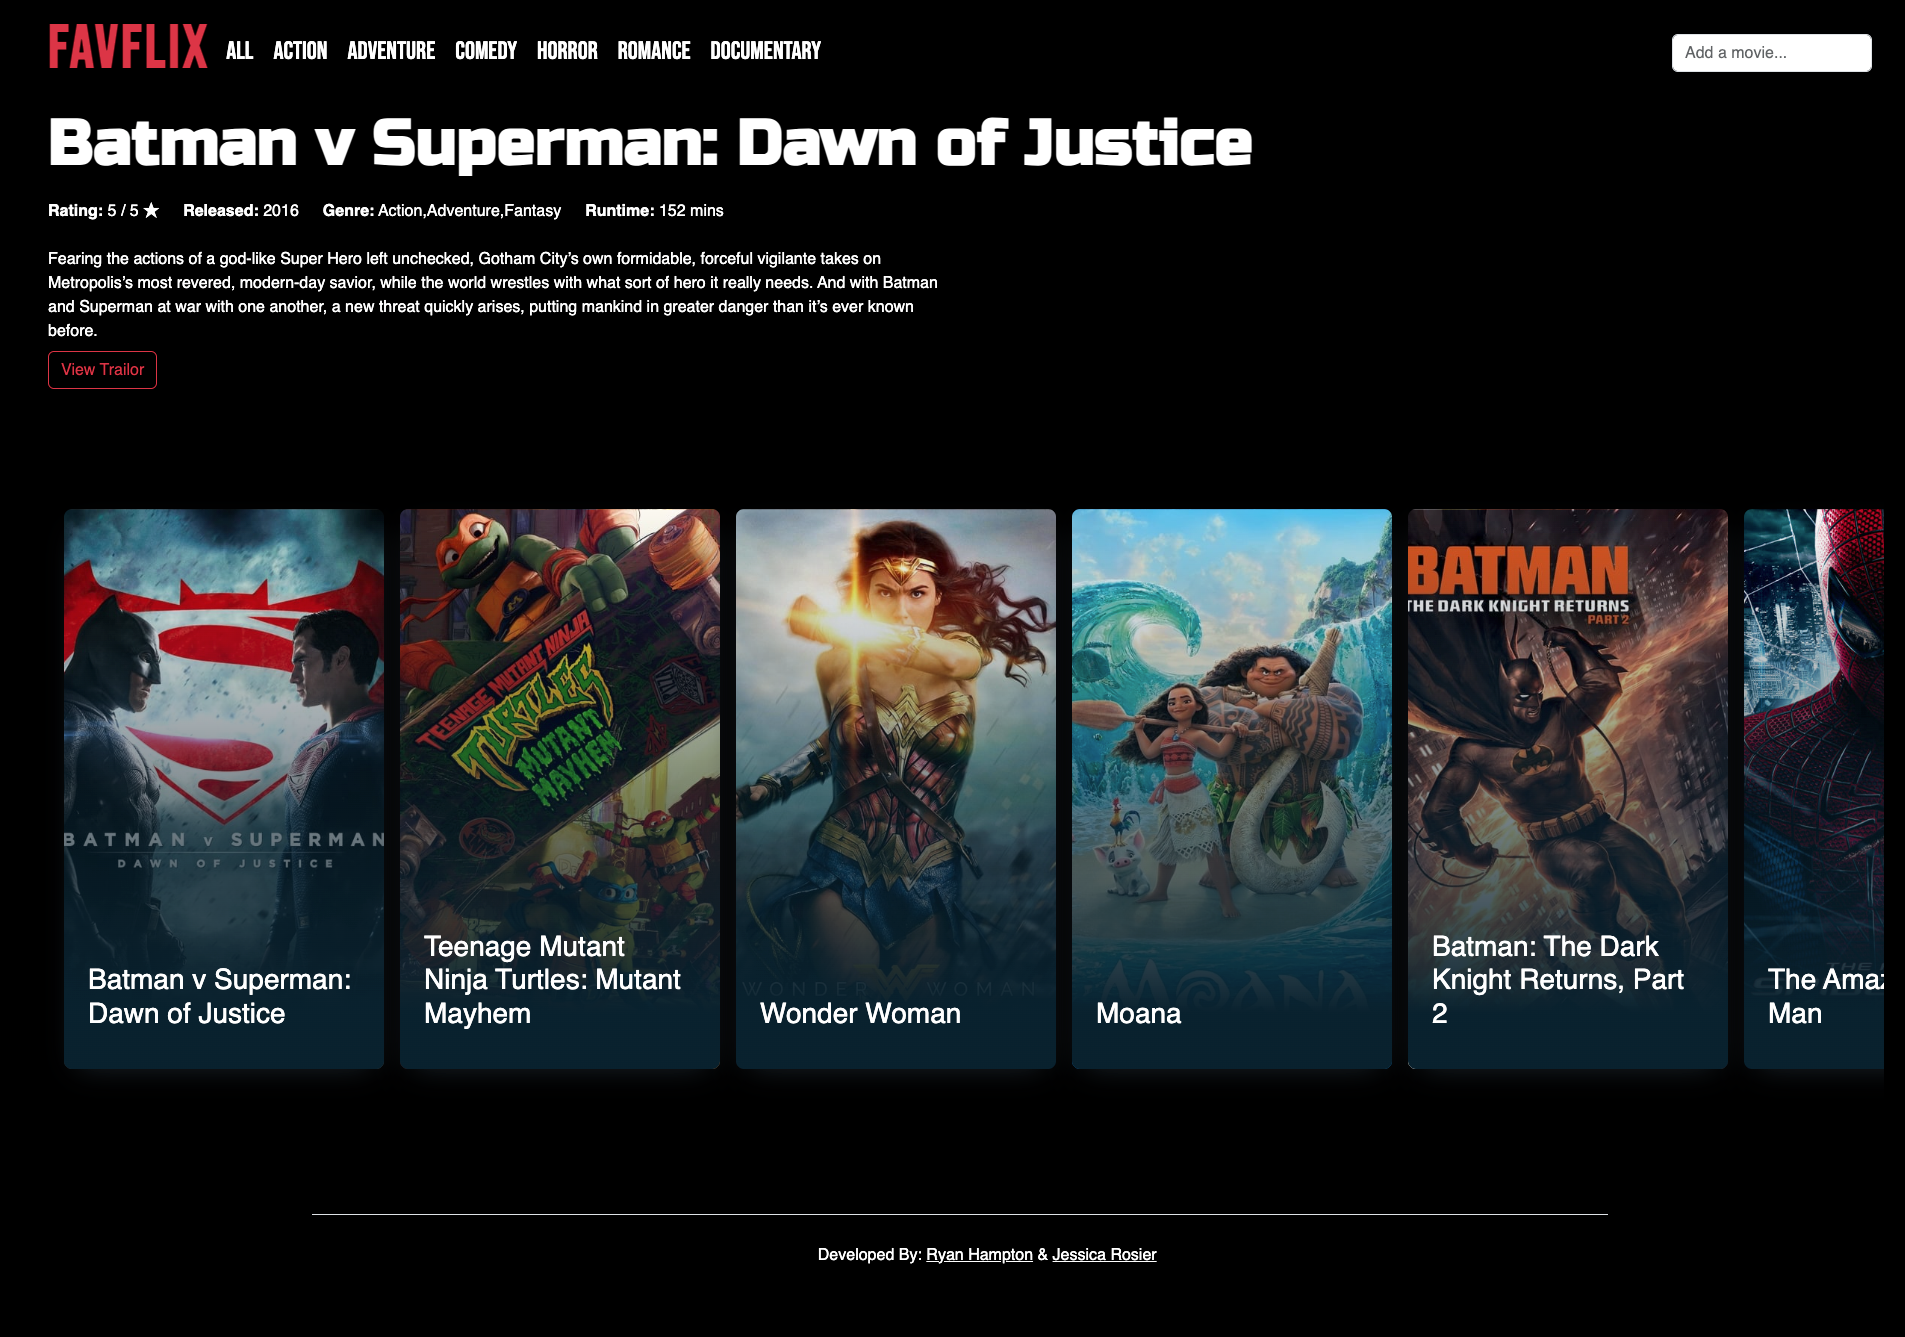 FAVFLIX ALL ACTION ADVENTURE COMEDY HORROR ROMANCE DOCUMENTARY Add a movie...
Batman v Superman: Dawn of Justice
Rating: 5 / 5 ★ Released: 2016 Genre: Action,Adventure,Fantasy Runtime: 152 mins
Fearing the actions of a god-like Super Hero left unchecked, Gotham City’s own formidable, forceful vigilante takes on
Metropolis’s most revered, modern-day savior, while the world wrestles with what sort of hero it really needs. And with Batman
and Superman at war with one another, a new threat quickly arises, putting mankind in greater danger than it’s ever known
before.
View Trailor
BATMAN v SUPERMAN
DAWN OF JUSTICE
Batman v Superman:
Dawn of Justice
TEENAGE MUTANT NINJA
TURTLES
MUTANT
MAYHEM
Teenage Mutant
Ninja Turtles: Mutant
Mayhem
WONDER WOMAN
Wonder Woman
MOANA
Moana
BATMAN
THE DARK KNIGHT RETURNS
PART 2
Batman: The Dark
Knight Returns, Part
2
THE
The Amaz
Man
Developed By: Ryan Hampton & Jessica Rosier